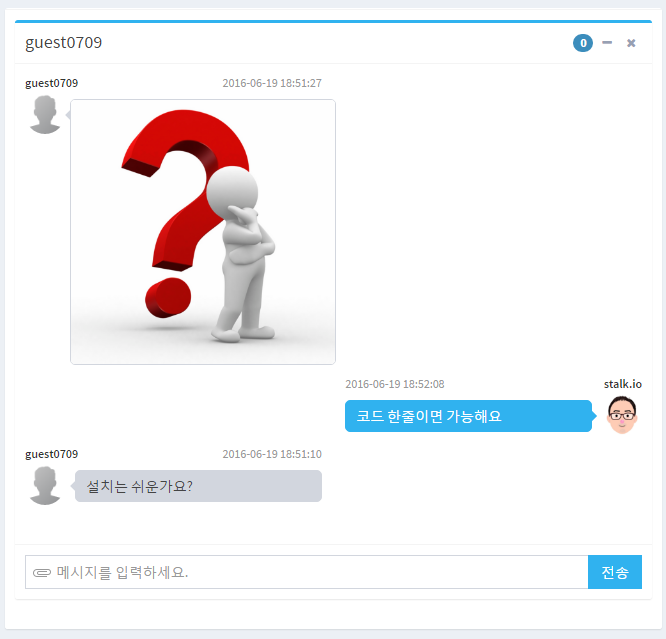 guest0709
0
guest0709 2016-06-19 18:51:27
2016-06-19 18:52:08 stalk.io
코드 한줄이면 가능해요
guest0709 2016-06-19 18:51:10
설치는 쉬운가요?
메시지를 입력하세요. 전송